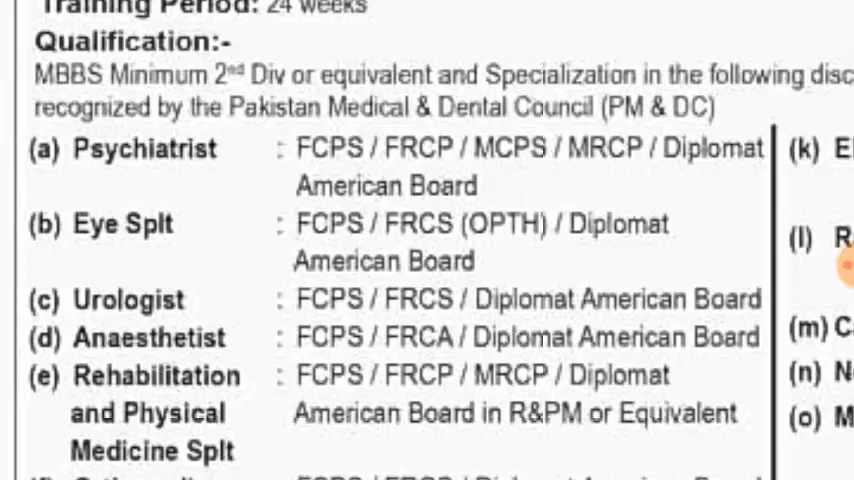 Training Period: 24 weeks
Qualification:-
MBBS Minimum 2nd Div or equivalent and Specialization in the following
recognized by the Pakistan Medical & Dental Council (PM & DC)
(a) Psychiatrist : FCPS / FRCP / MCPS / MRCP / Diplomat
American Board
(b) Eye Splt : FCPS / FRCS (OPTH) / Diplomat
American Board
(c) Urologist : FCPS / FRCS / Diplomat American Board
(d) Anaesthetist : FCPS / FRCA / Diplomat American Board
(e) Rehabilitation : FCPS / FRCP / MRCP / Diplomat
and Physical American Board in R&PM or Equivalent
Medicine Splt
(k)
(l)
(m)
(n)
(o)